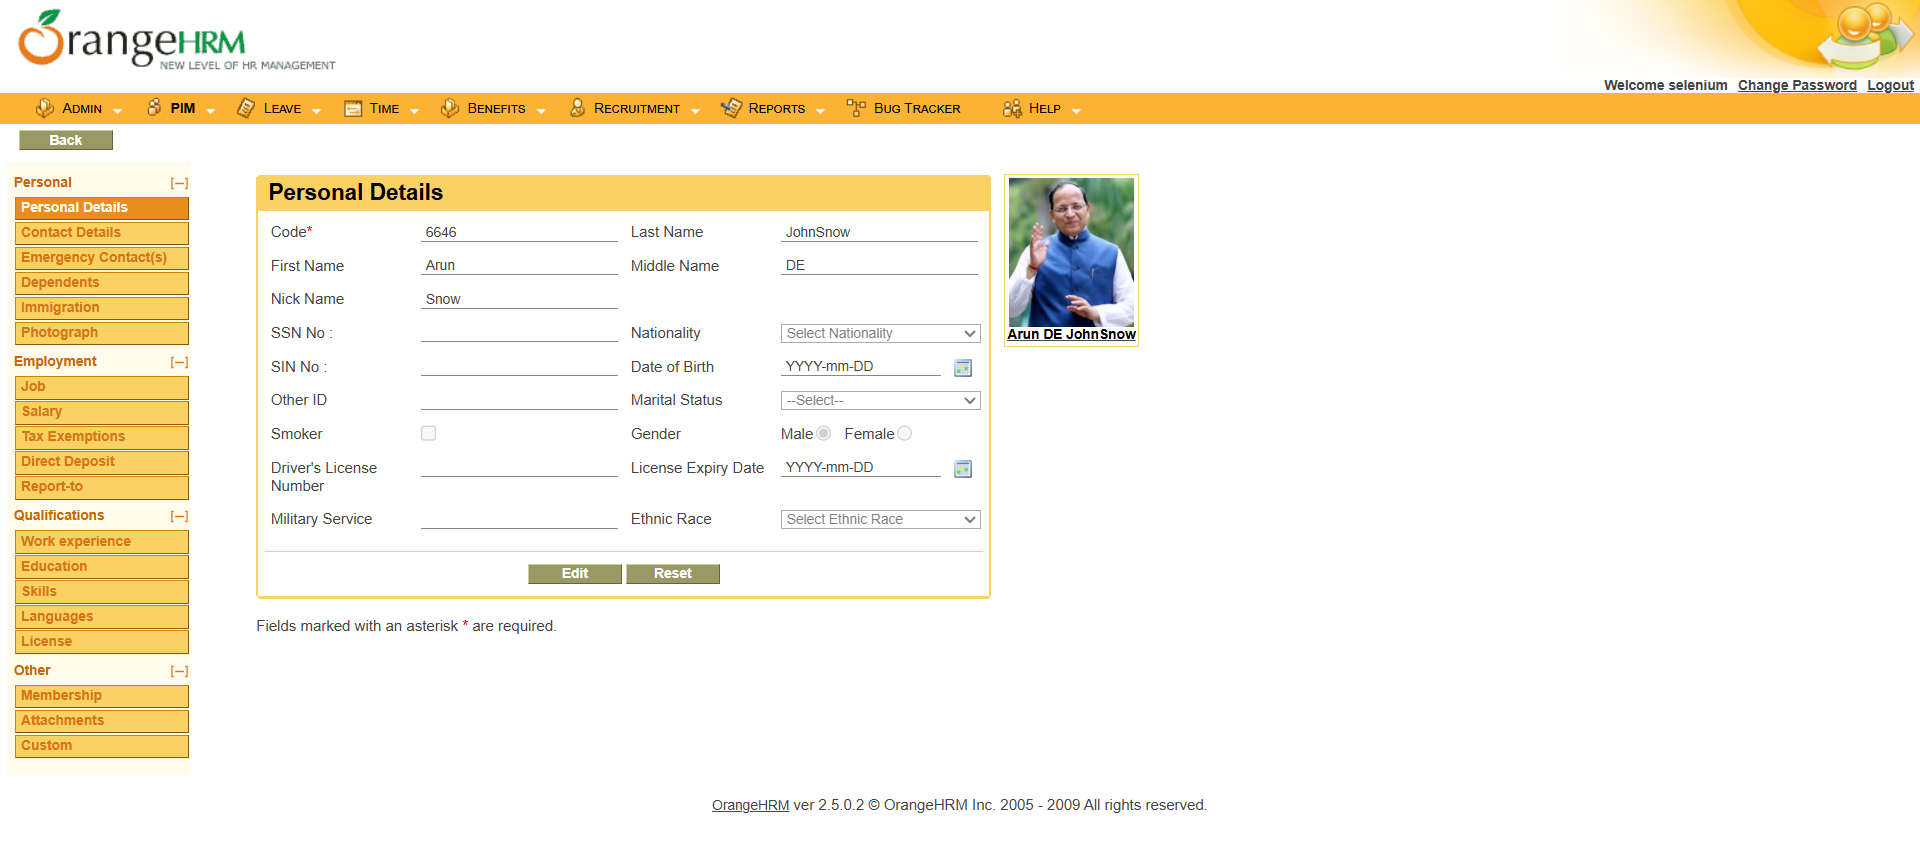 OrangeHRM
NEW LEVEL OF HR MANAGEMENT
Welcome selenium Change Password Logout
ADMIN PIM LEAVE TIME BENEFITS RECRUITMENT REPORTS BUG TRACKER HELP
Back
Personal [–]
Personal Details
Contact Details
Emergency Contact(s)
Dependents
Immigration
Photograph
Employment [–]
Job
Salary
Tax Exemptions
Direct Deposit
Report-to
Qualifications [–]
Work experience
Education
Skills
Languages
License
Other [–]
Membership
Attachments
Custom
Personal Details
Code* 6646 Last Name JohnSnow
First Name Arun Middle Name DE
Nick Name Snow
SSN No : Nationality Select Nationality
SIN No : Date of Birth YYYY-mm-DD
Other ID Marital Status --Select--
Smoker Gender Male Female
Driver's License Number License Expiry Date YYYY-mm-DD
Military Service Ethnic Race Select Ethnic Race
Edit Reset
Fields marked with an asterisk * are required.
Arun DE JohnSnow
OrangeHRM ver 2.5.0.2 © OrangeHRM Inc. 2005 - 2009 All rights reserved.